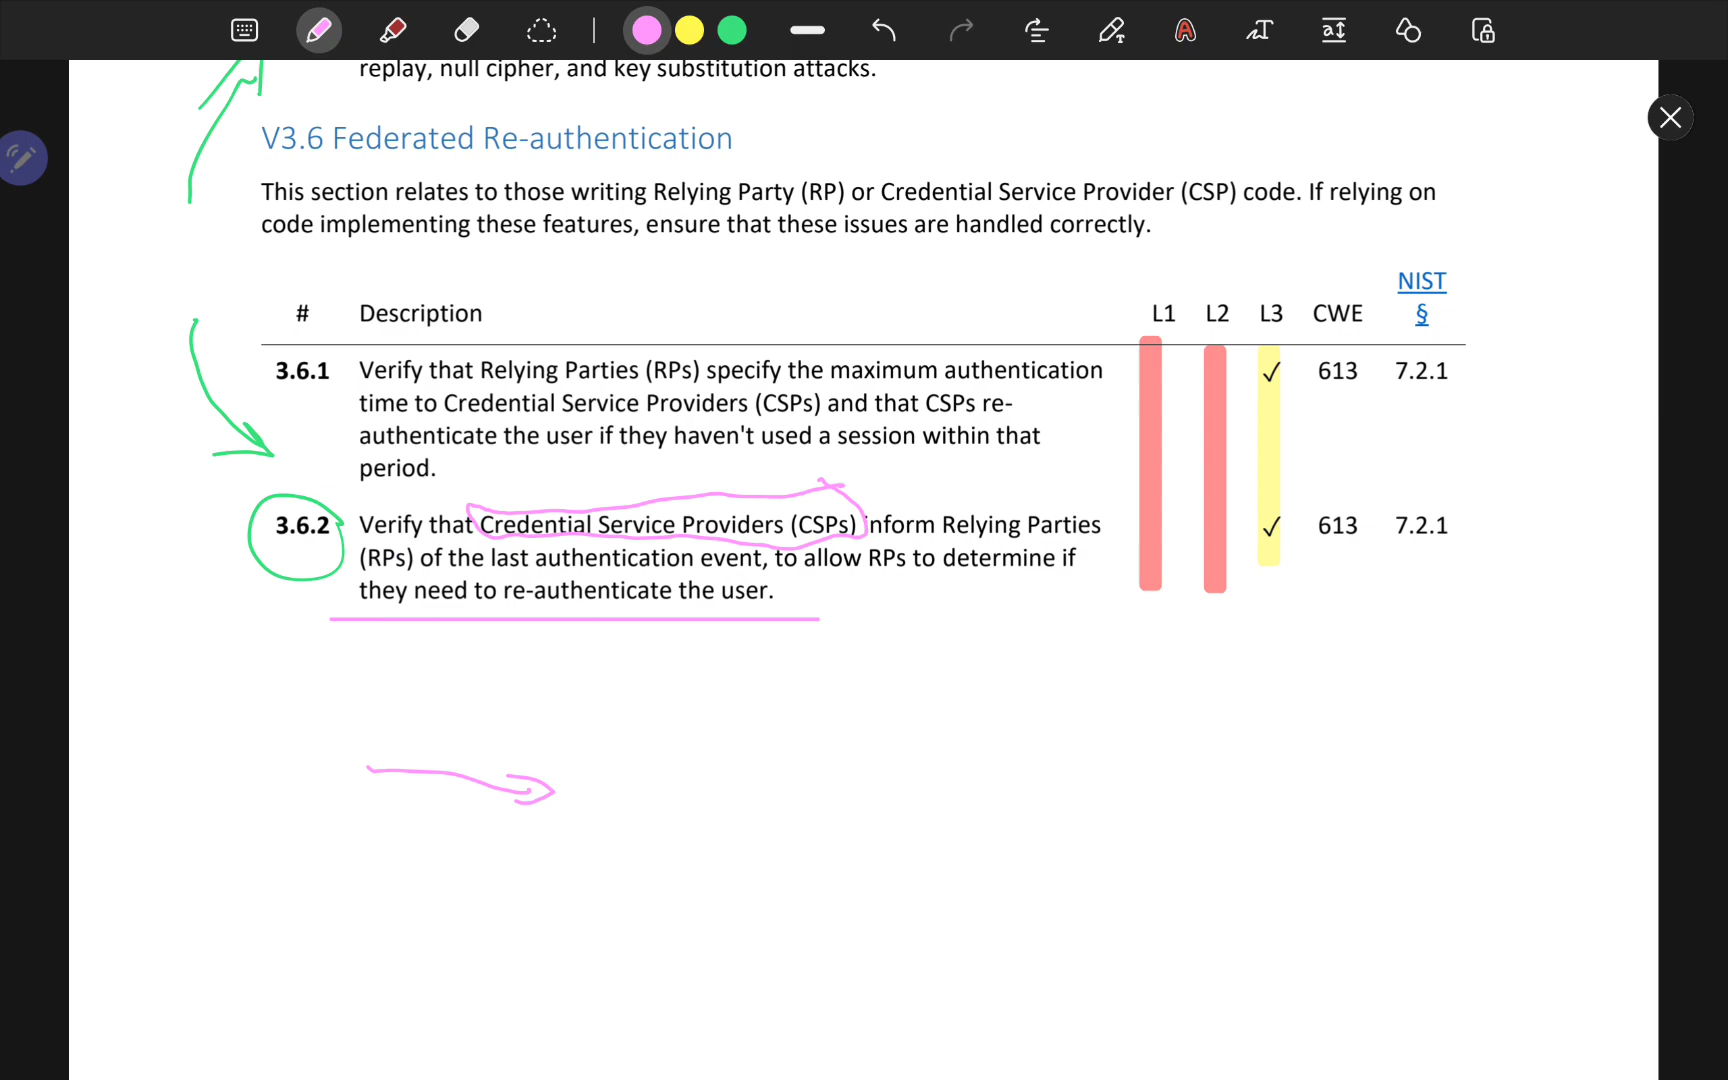 replay, null cipher, and key substitution attacks.
V3.6 Federated Re-authentication
This section relates to those writing Relying Party (RP) or Credential Service Provider (CSP) code. If relying on
code implementing these features, ensure that these issues are handled correctly.
# Description L1 L2 L3 CWE NIST §
3.6.1 Verify that Relying Parties (RPs) specify the maximum authentication ✓ 613 7.2.1
time to Credential Service Providers (CSPs) and that CSPs re-
authenticate the user if they haven't used a session within that
period.
3.6.2 Verify that Credential Service Providers (CSPs) inform Relying Parties ✓ 613 7.2.1
(RPs) of the last authentication event, to allow RPs to determine if
they need to re-authenticate the user.